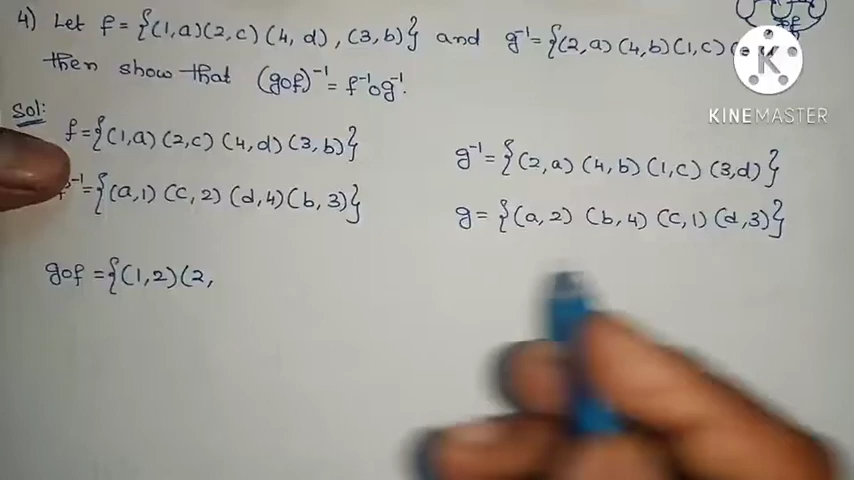 4) Let f = {(1,a)(2,c)(4,d),(3,b)} and g⁻¹={(2,a)(4,b)(1,c)
then show that (gof)⁻¹ = f⁻¹og⁻¹.
KINEMASTER
Sol:
f={(1,a)(2,c)(4,d)(3,b)}
g⁻¹={(2,a)(4,b)(1,c)(3,d)}
⁻¹={(a,1)(c,2)(d,4)(b,3)}
g={(a,2)(b,4)(c,1)(d,3)}
gof={(1,2)(2,